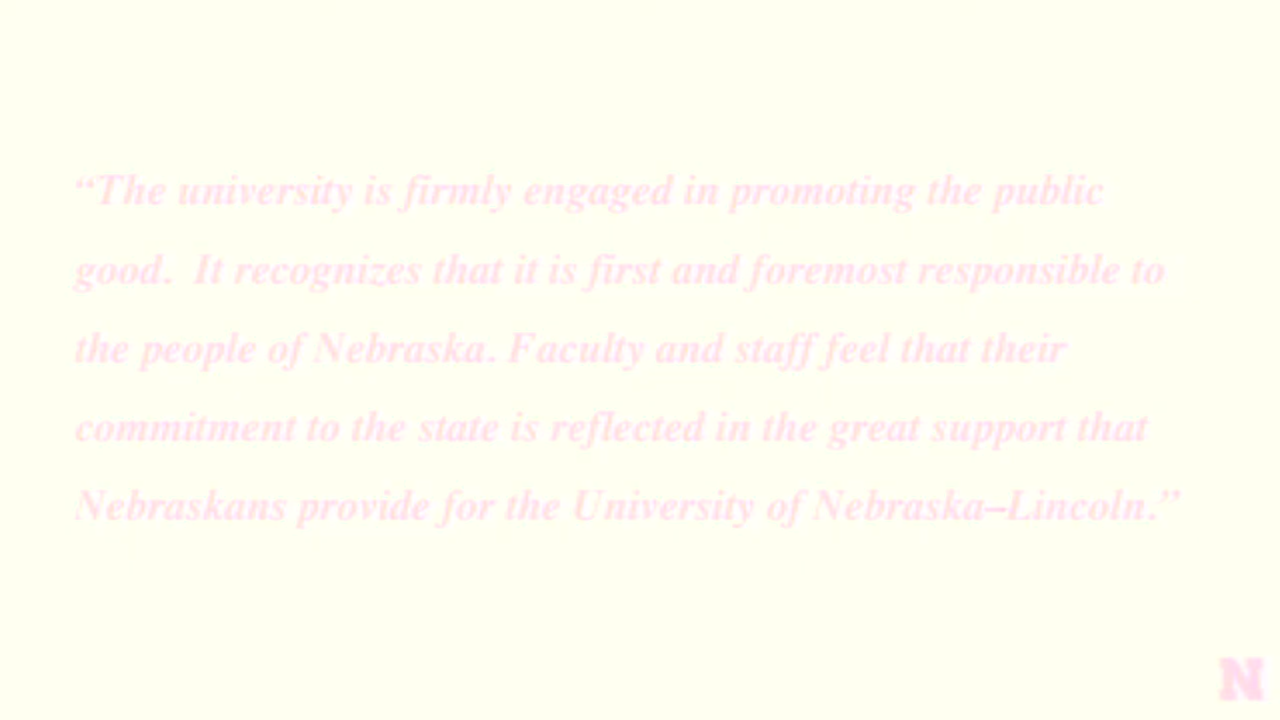 “The university is firmly engaged in promoting the public
good.  It recognizes that it is first and foremost responsible to
the people of Nebraska. Faculty and staff feel that their
commitment to the state is reflected in the great support that
Nebraskans provide for the University of Nebraska–Lincoln.”
N